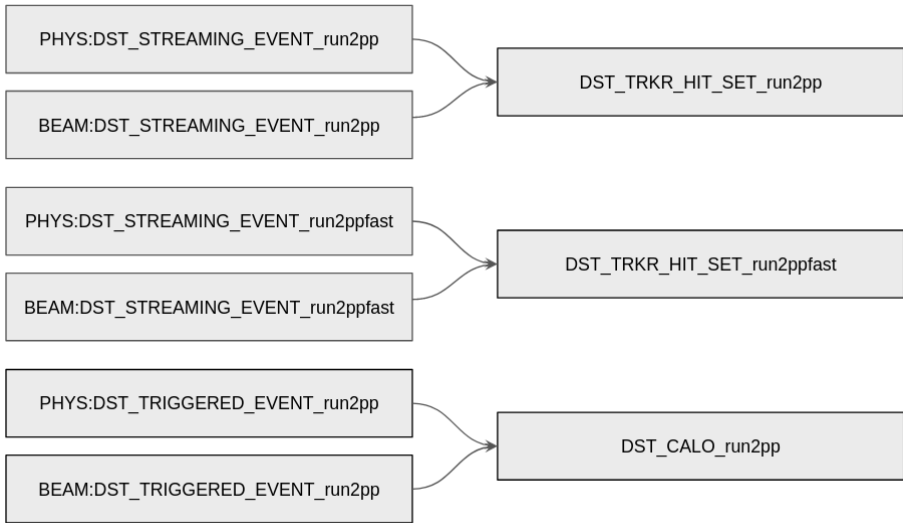 PHYS:DST_STREAMING_EVENT_run2pp
BEAM:DST_STREAMING_EVENT_run2pp
DST_TRKR_HIT_SET_run2pp
PHYS:DST_STREAMING_EVENT_run2ppfast
BEAM:DST_STREAMING_EVENT_run2ppfast
DST_TRKR_HIT_SET_run2ppfast
PHYS:DST_TRIGGERED_EVENT_run2pp
BEAM:DST_TRIGGERED_EVENT_run2pp
DST_CALO_run2pp